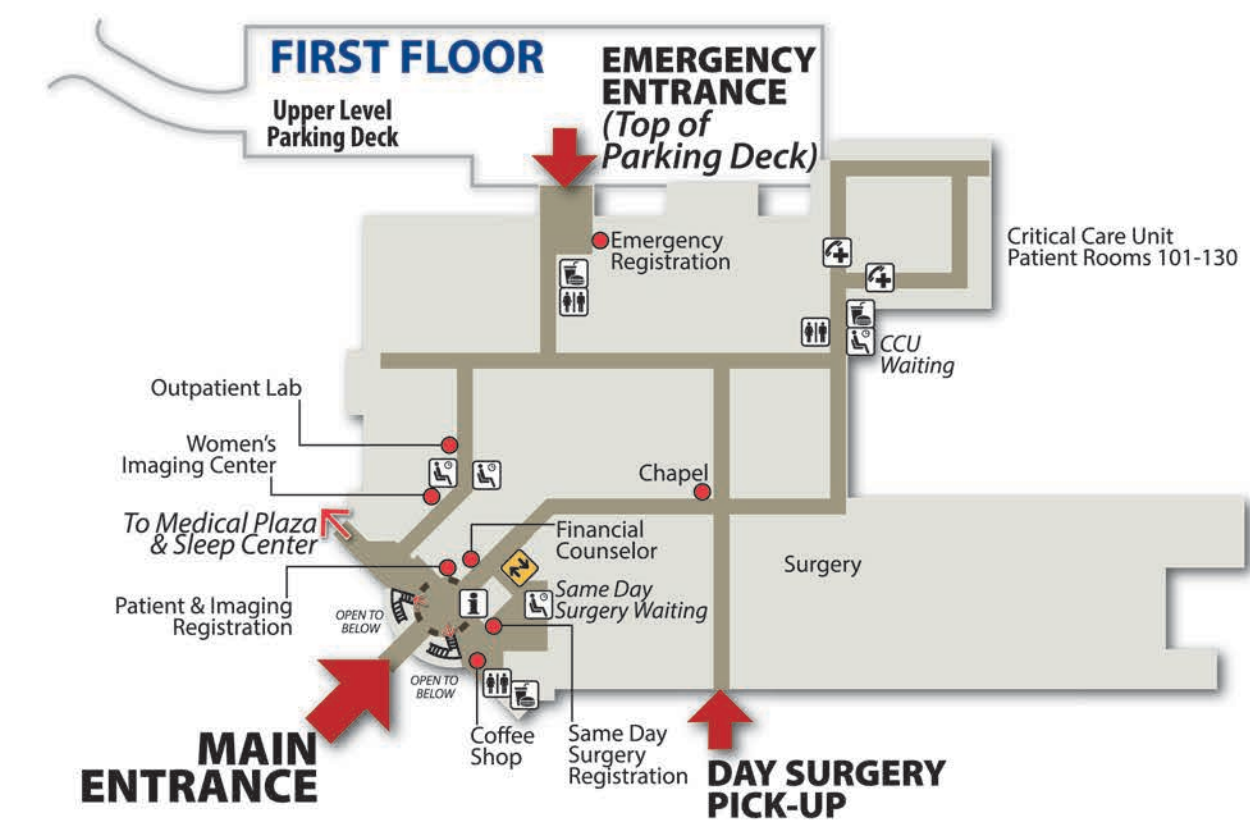 FIRST FLOOR
Upper Level
Parking Deck
EMERGENCY
ENTRANCE
(Top of
Parking Deck)
Emergency
Registration
Critical Care Unit
Patient Rooms 101-130
CCU
Waiting
Outpatient Lab
Women's
Imaging Center
Chapel
To Medical Plaza
& Sleep Center
Financial
Counselor
Surgery
Same Day
Surgery Waiting
Patient & Imaging
Registration
OPEN TO
BELOW
i
OPEN TO
BELOW
MAIN
ENTRANCE
Coffee
Shop
Same Day
Surgery
Registration
DAY SURGERY
PICK-UP